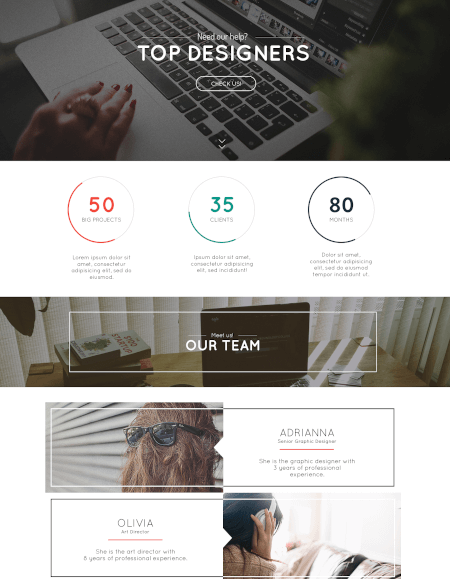 Need our help?
TOP DESIGNERS
CHECK US!
50
BIG PROJECTS
35
CLIENTS
80
MONTHS
Lorem ipsum dolor sit
amet, consectetur
adipisicing elit, sed do
eiusmod.
Ipsum dolor sit amet,
consectetur adipisicing
elit, sed incididunt!
Dolor sit amet,
consectetur adipisicing
elit, sed do eiusmod
tempor incididunt ut.
Meet us!
OUR TEAM
ADRIANNA
Senior Graphic Designer
She is the graphic designer with
3 years of professional
experience.
OLIVIA
Art Director
She is the art director with
8 years of professional experience.